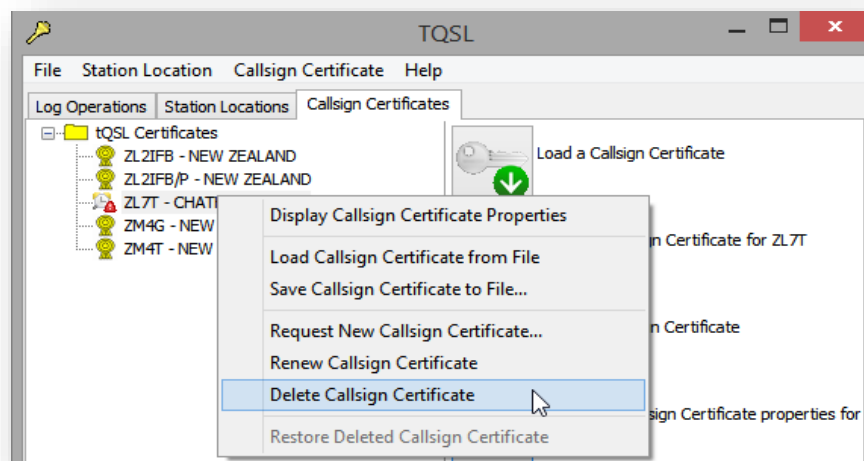 TQSL
File Station Location Callsign Certificate Help
Log Operations Station Locations Callsign Certificates
tQSL Certificates
ZL2IFB - NEW ZEALAND
ZL2IFB/P - NEW ZEALAND
ZL7T -
ZM4G - NEW
ZM4T - NEW
Load a Callsign Certificate
Certificate for ZL7T
Certificate
Certificate properties for
Display Callsign Certificate Properties
Load Callsign Certificate from File
Save Callsign Certificate to File...
Request New Callsign Certificate...
Renew Callsign Certificate
Delete Callsign Certificate
Restore Deleted Callsign Certificate